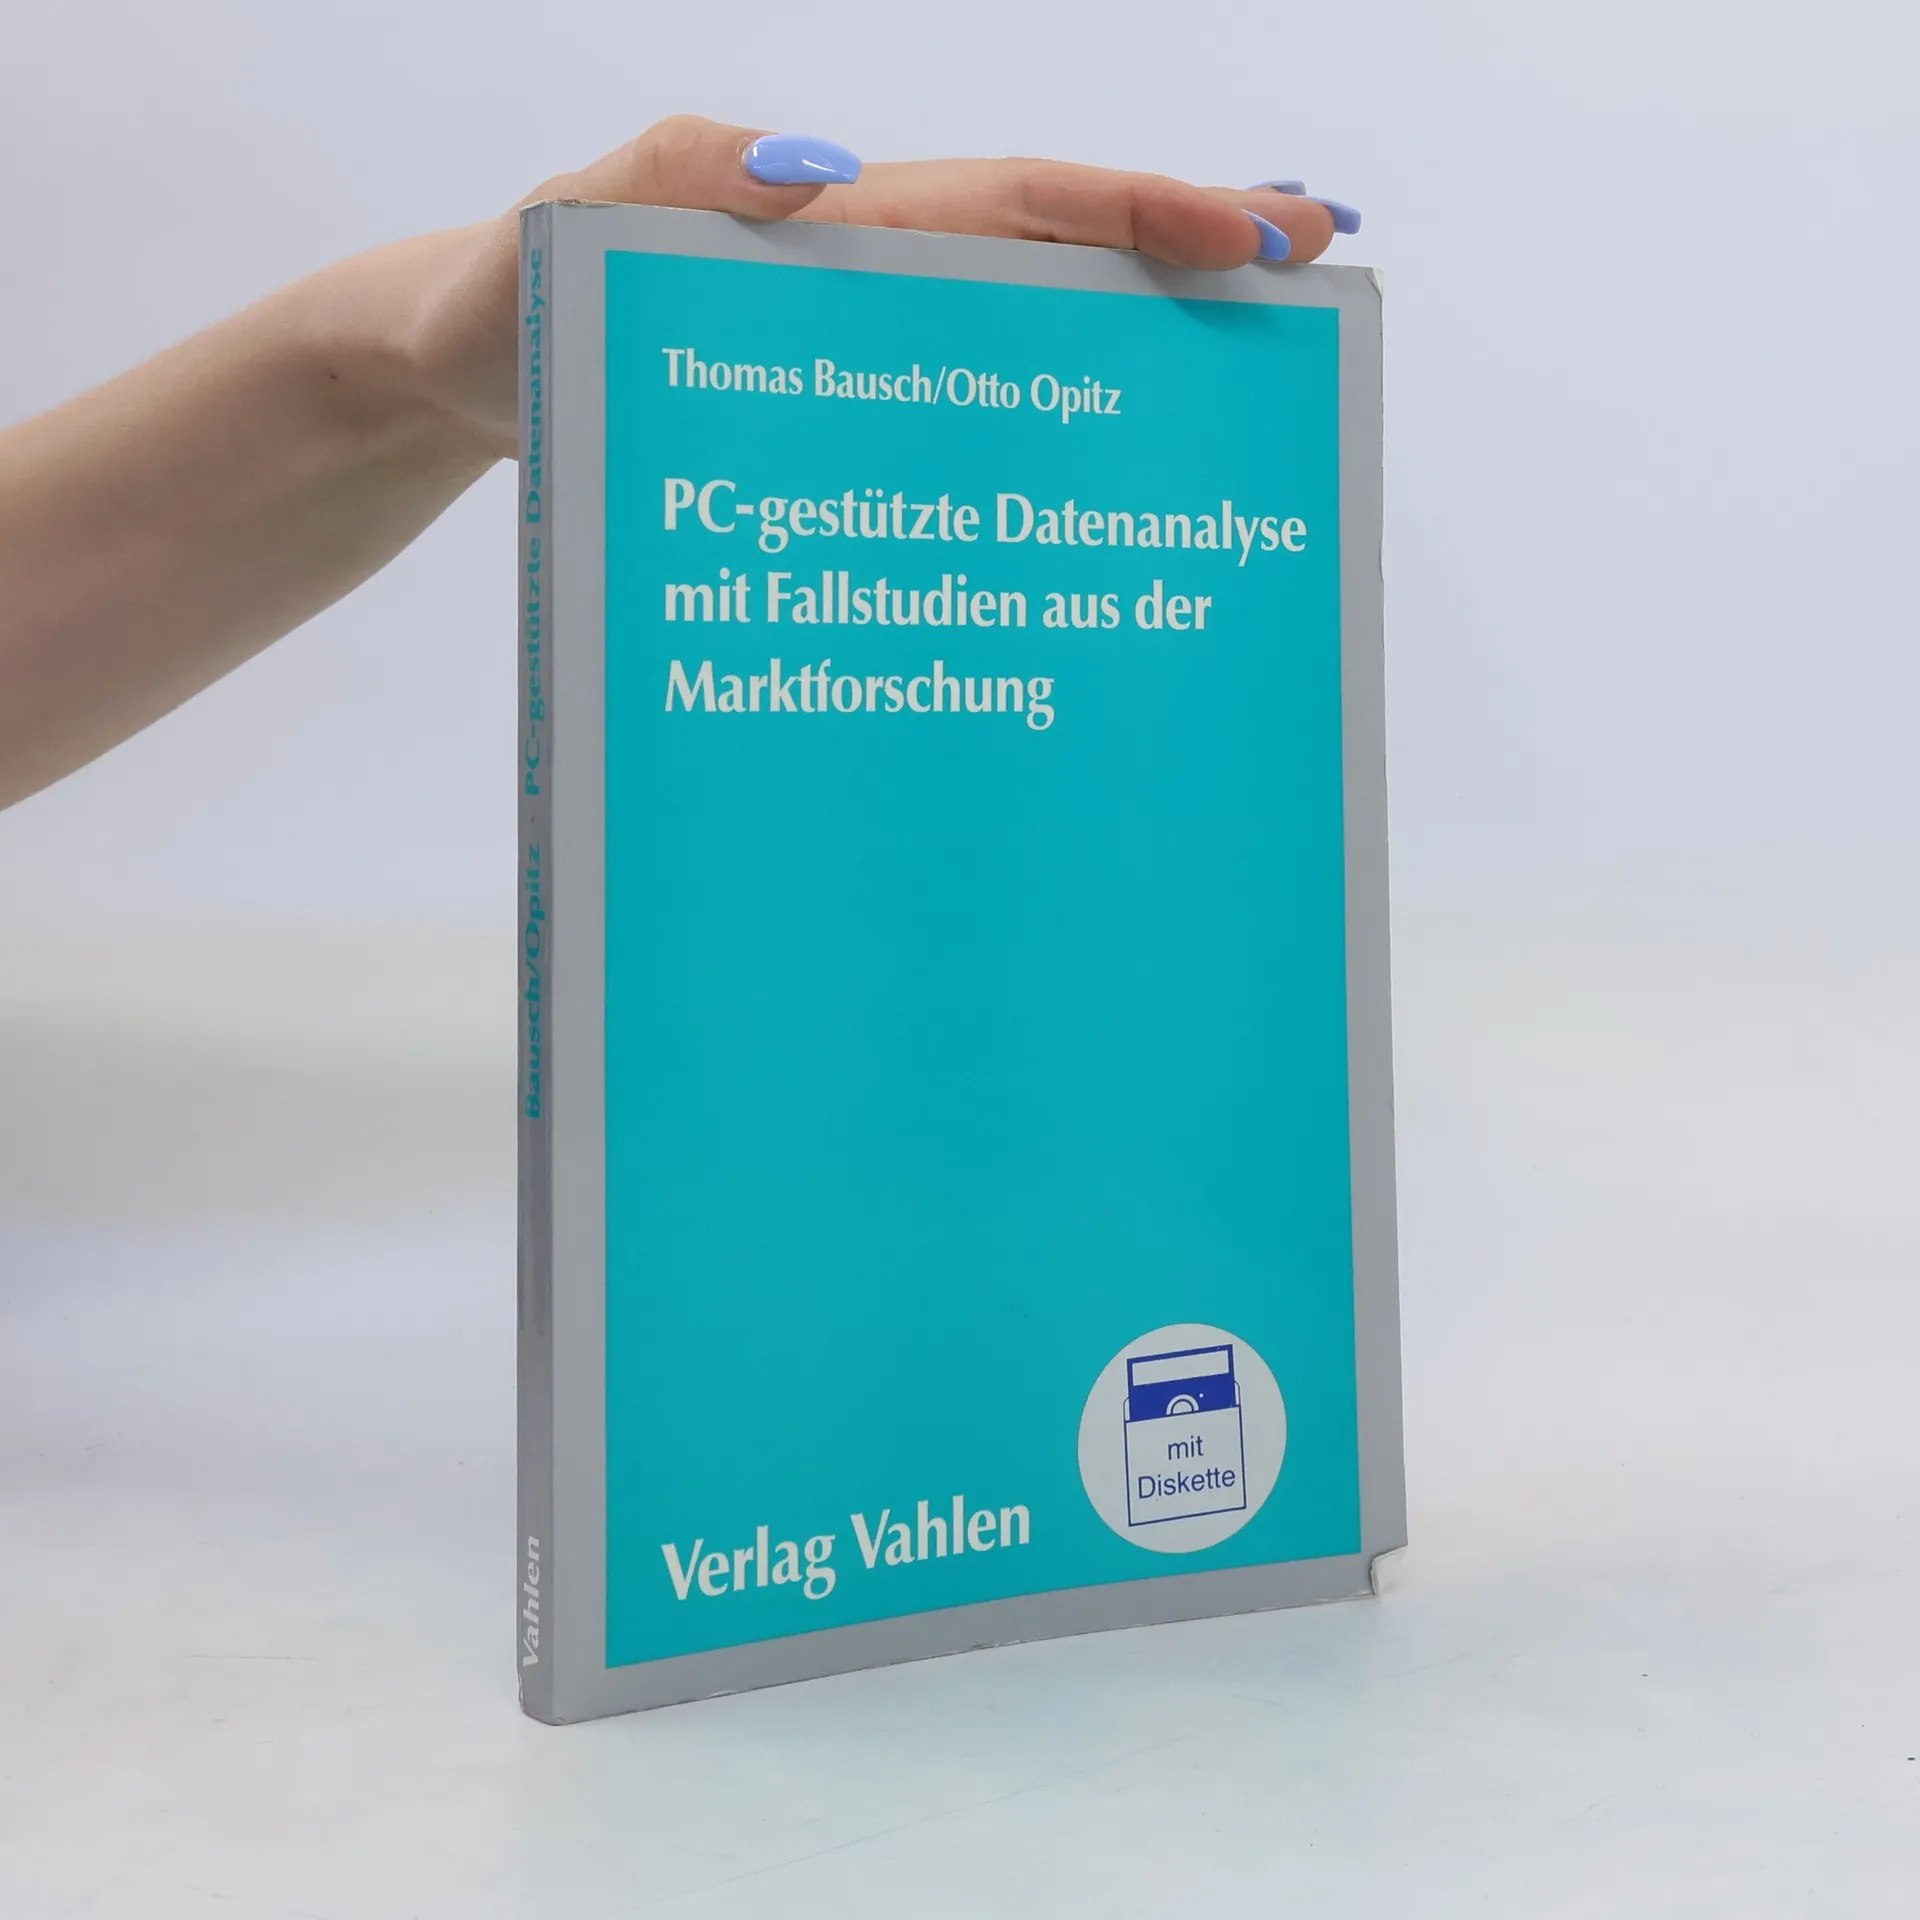 Thomas Bausch/Otto Opitz
PC-gestützte Datenanalyse
mit Fallstudien aus der
Marktforschung
mit
Diskette
Verlag Vahlen
Bausch/Opitz · PC-gestützte Datenanalyse
Vahlen